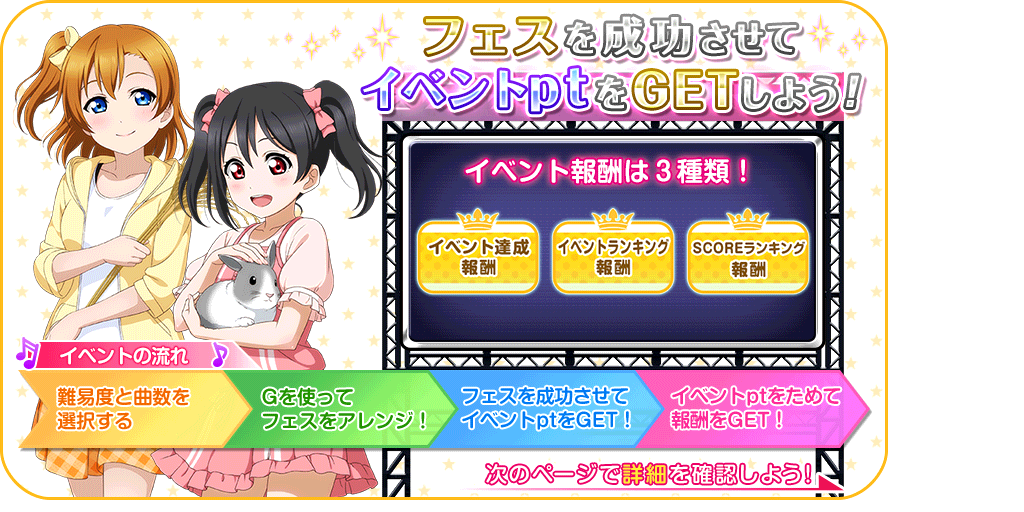 フェスを成功させて
イベントptをGETしよう!
イベント報酬は3種類！
イベント達成
報酬
イベントランキング
報酬
SCOREランキング
報酬
イベントの流れ
難易度と曲数を
選択する
Gを使って
フェスをアレンジ！
フェスを成功させて
イベントptをGET！
イベントptをためて
報酬をGET！
次のページで詳細を確認しよう!